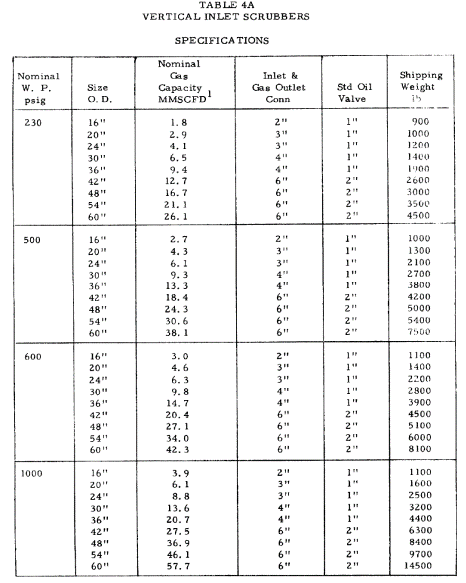 TABLE 4A
VERTICAL INLET SCRUBBERS
SPECIFICATIONS
Nominal W. P. psig Size O. D. Nominal Gas Capacity MMSCFD1 Inlet & Gas Outlet Conn Std Oil Valve Shipping Weight lb
230 16" 1.8 2" 1" 900
20" 2.9 3" 1" 1000
24" 4.1 3" 1" 1200
30" 6.5 4" 1" 1400
36" 9.4 4" 1" 1900
42" 12.7 6" 2" 2600
48" 16.7 6" 2" 3000
54" 21.1 6" 2" 3500
60" 26.1 6" 2" 4500
500 16" 2.7 2" 1" 1000
20" 4.3 3" 1" 1300
24" 6.1 3" 1" 2100
30" 9.3 4" 1" 2700
36" 13.3 4" 1" 3800
42" 18.4 6" 2" 4200
48" 24.3 6" 2" 5000
54" 30.6 6" 2" 5400
60" 38.1 6" 2" 7500
600 16" 3.0 2" 1" 1100
20" 4.6 3" 1" 1400
24" 6.3 3" 1" 2200
30" 9.8 4" 1" 2800
36" 14.7 4" 1" 3900
42" 20.4 6" 2" 4500
48" 27.1 6" 2" 5100
54" 34.0 6" 2" 6000
60" 42.3 6" 2" 8100
1000 16" 3.9 2" 1" 1100
20" 6.1 3" 1" 1600
24" 8.8 3" 1" 2500
30" 13.6 4" 1" 3200
36" 20.7 4" 1" 4400
42" 27.5 6" 2" 6300
48" 36.9 6" 2" 8400
54" 46.1 6" 2" 9700
60" 57.7 6" 2" 14500